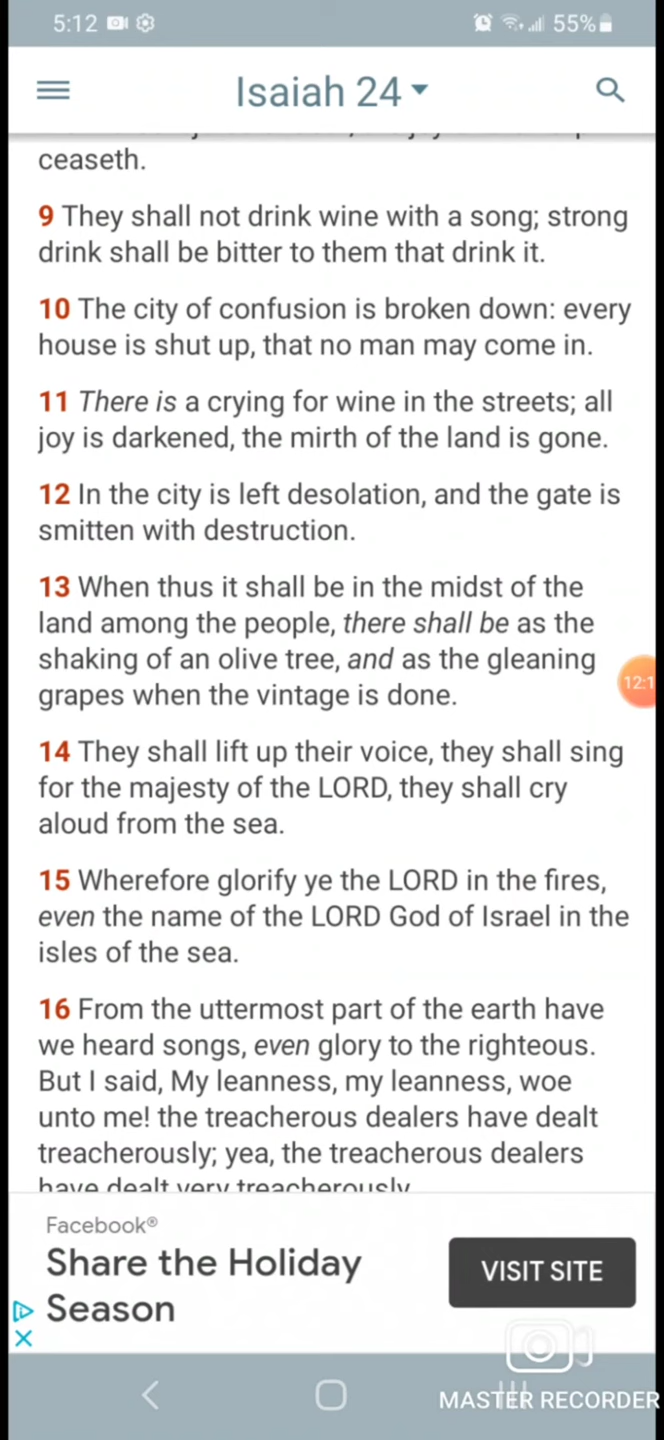 5:12 55%
Isaiah 24
ceaseth.
9 They shall not drink wine with a song; strong
drink shall be bitter to them that drink it.
10 The city of confusion is broken down: every
house is shut up, that no man may come in.
11 There is a crying for wine in the streets; all
joy is darkened, the mirth of the land is gone.
12 In the city is left desolation, and the gate is
smitten with destruction.
13 When thus it shall be in the midst of the
land among the people, there shall be as the
shaking of an olive tree, and as the gleaning
grapes when the vintage is done.
12:1
14 They shall lift up their voice, they shall sing
for the majesty of the LORD, they shall cry
aloud from the sea.
15 Wherefore glorify ye the LORD in the fires,
even the name of the LORD God of Israel in the
isles of the sea.
16 From the uttermost part of the earth have
we heard songs, even glory to the righteous.
But I said, My leanness, my leanness, woe
unto me! the treacherous dealers have dealt
treacherously; yea, the treacherous dealers
have dealt very treacherously
Facebook®
Share the Holiday
Season
VISIT SITE
MASTER RECORDER